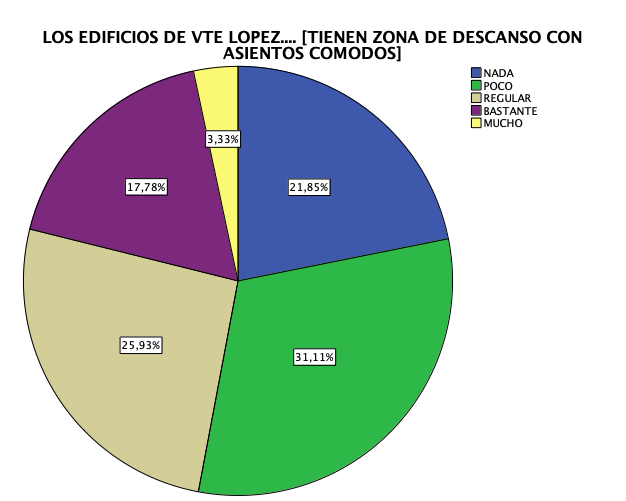 LOS EDIFICIOS DE VTE LOPEZ.... [TIENEN ZONA DE DESCANSO CON
ASIENTOS COMODOS]
NADA
POCO
REGULAR
BASTANTE
MUCHO
3,33%
17,78%
21,85%
25,93%
31,11%